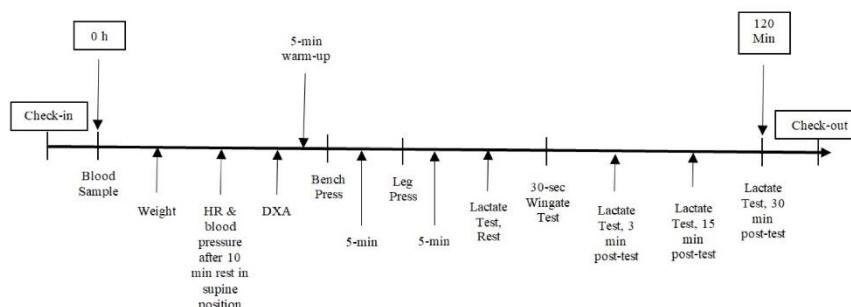 0 h
5-min
warm-up
120
Min
Check-in
Check-out
Blood
Sample
Weight
HR &
blood
pressure
after 10
min rest in
supine
position
DXA
Bench
Press
5-min
Leg
Press
5-min
Lactate
Test,
Rest
30-sec
Wingate
Test
Lactate
Test, 3
min
post-test
Lactate
Test, 15
min
post-test
Lactate
Test, 30
min
post-test